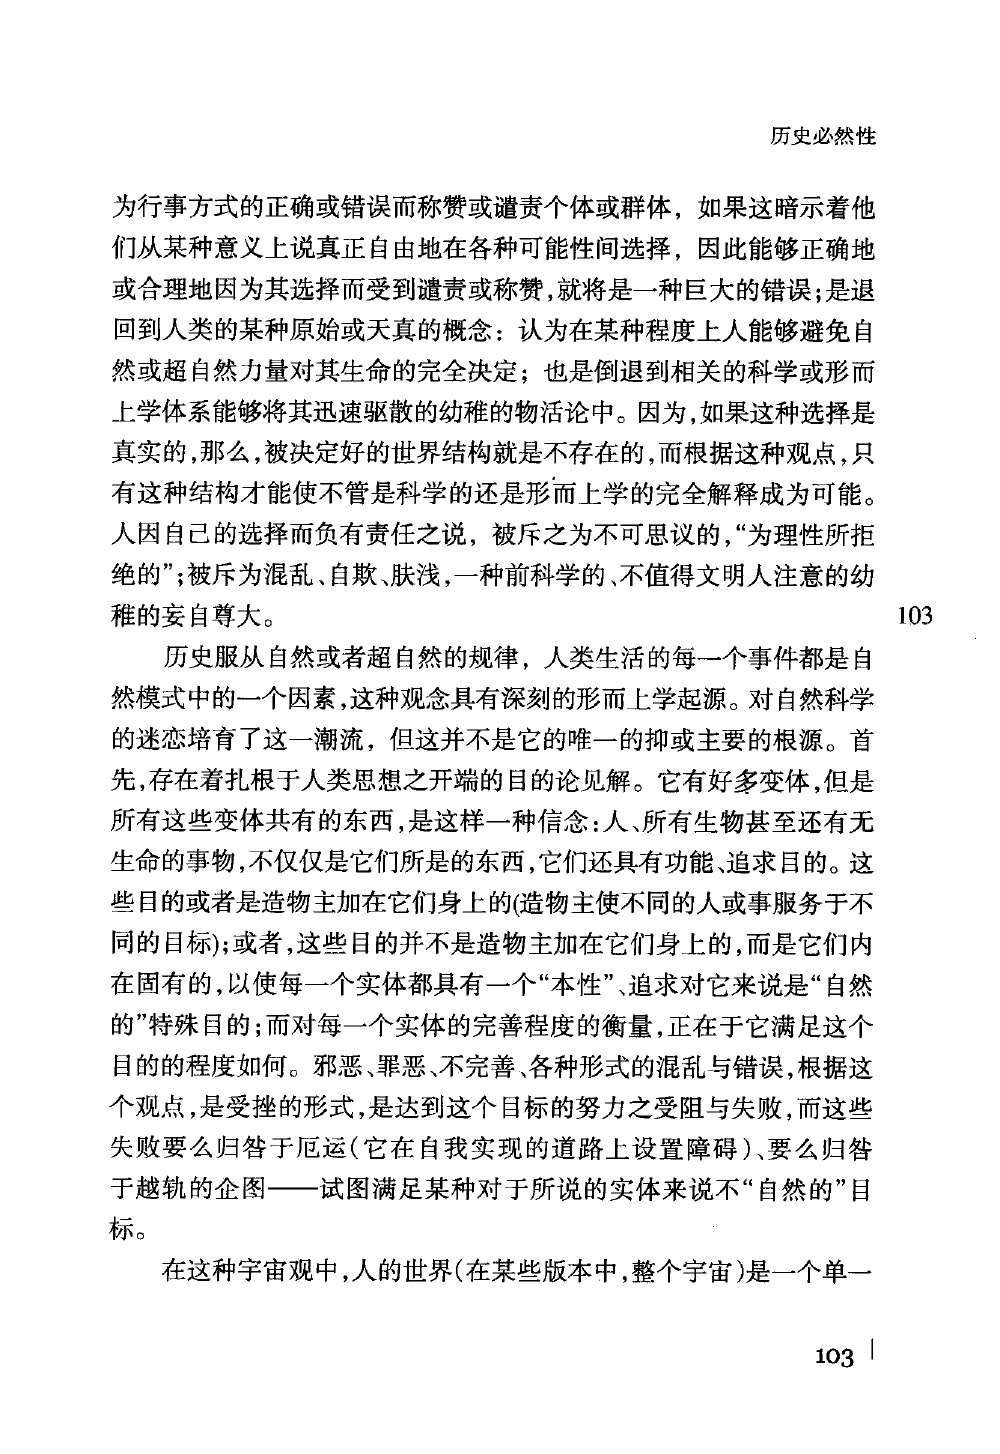 历史必然性
为行事方式的正确或错误而称赞或谴责个体或群体，如果这暗示着他
们从某种意义上说真正自由地在各种可能性间选择，因此能够正确地
或合理地因为其选择而受到谴责或称赞，就将是一种巨大的错误；是退
回到人类的某种原始或天真的概念：认为在某种程度上人能够避免自
然或超自然力量对其生命的完全决定；也是倒退到相关的科学或形而
上学体系能够将其迅速驱散的幼稚的物活论中。因为，如果这种选择是
真实的，那么，被决定好的世界结构就是不存在的，而根据这种观点，只
有这种结构才能使不管是科学的还是形而上学的完全解释成为可能。
人因自己的选择而负有责任之说，被斥之为不可思议的，“为理性所拒
绝的”；被斥为混乱、自欺、肤浅，一种前科学的、不值得文明人注意的幼
稚的妄自尊大。
103
历史服从自然或者超自然的规律，人类生活的每一个事件都是自
然模式中的一个因素，这种观念具有深刻的形而上学起源。对自然科学
的迷恋培育了这一潮流，但这并不是它的唯一的抑或主要的根源。首
先，存在着扎根于人类思想之开端的目的论见解。它有好多变体，但是
所有这些变体共有的东西，是这样一种信念：人、所有生物甚至还有无
生命的事物，不仅仅是它们所是的东西，它们还具有功能、追求目的。这
些目的或者是造物主加在它们身上的(造物主使不同的人或事服务于不
同的目标)；或者，这些目的并不是造物主加在它们身上的，而是它们内
在固有的，以使每一个实体都具有一个“本性”、追求对它来说是“自然
的”特殊目的；而对每一个实体的完善程度的衡量，正在于它满足这个
目的的程度如何。邪恶、罪恶、不完善、各种形式的混乱与错误，根据这
个观点，是受挫的形式，是达到这个目标的努力之受阻与失败，而这些
失败要么归咎于厄运(它在自我实现的道路上设置障碍)、要么归咎
于越轨的企图——试图满足某种对于所说的实体来说不“自然的”目
标。
在这种宇宙观中，人的世界(在某些版本中，整个宇宙)是一个单一
103